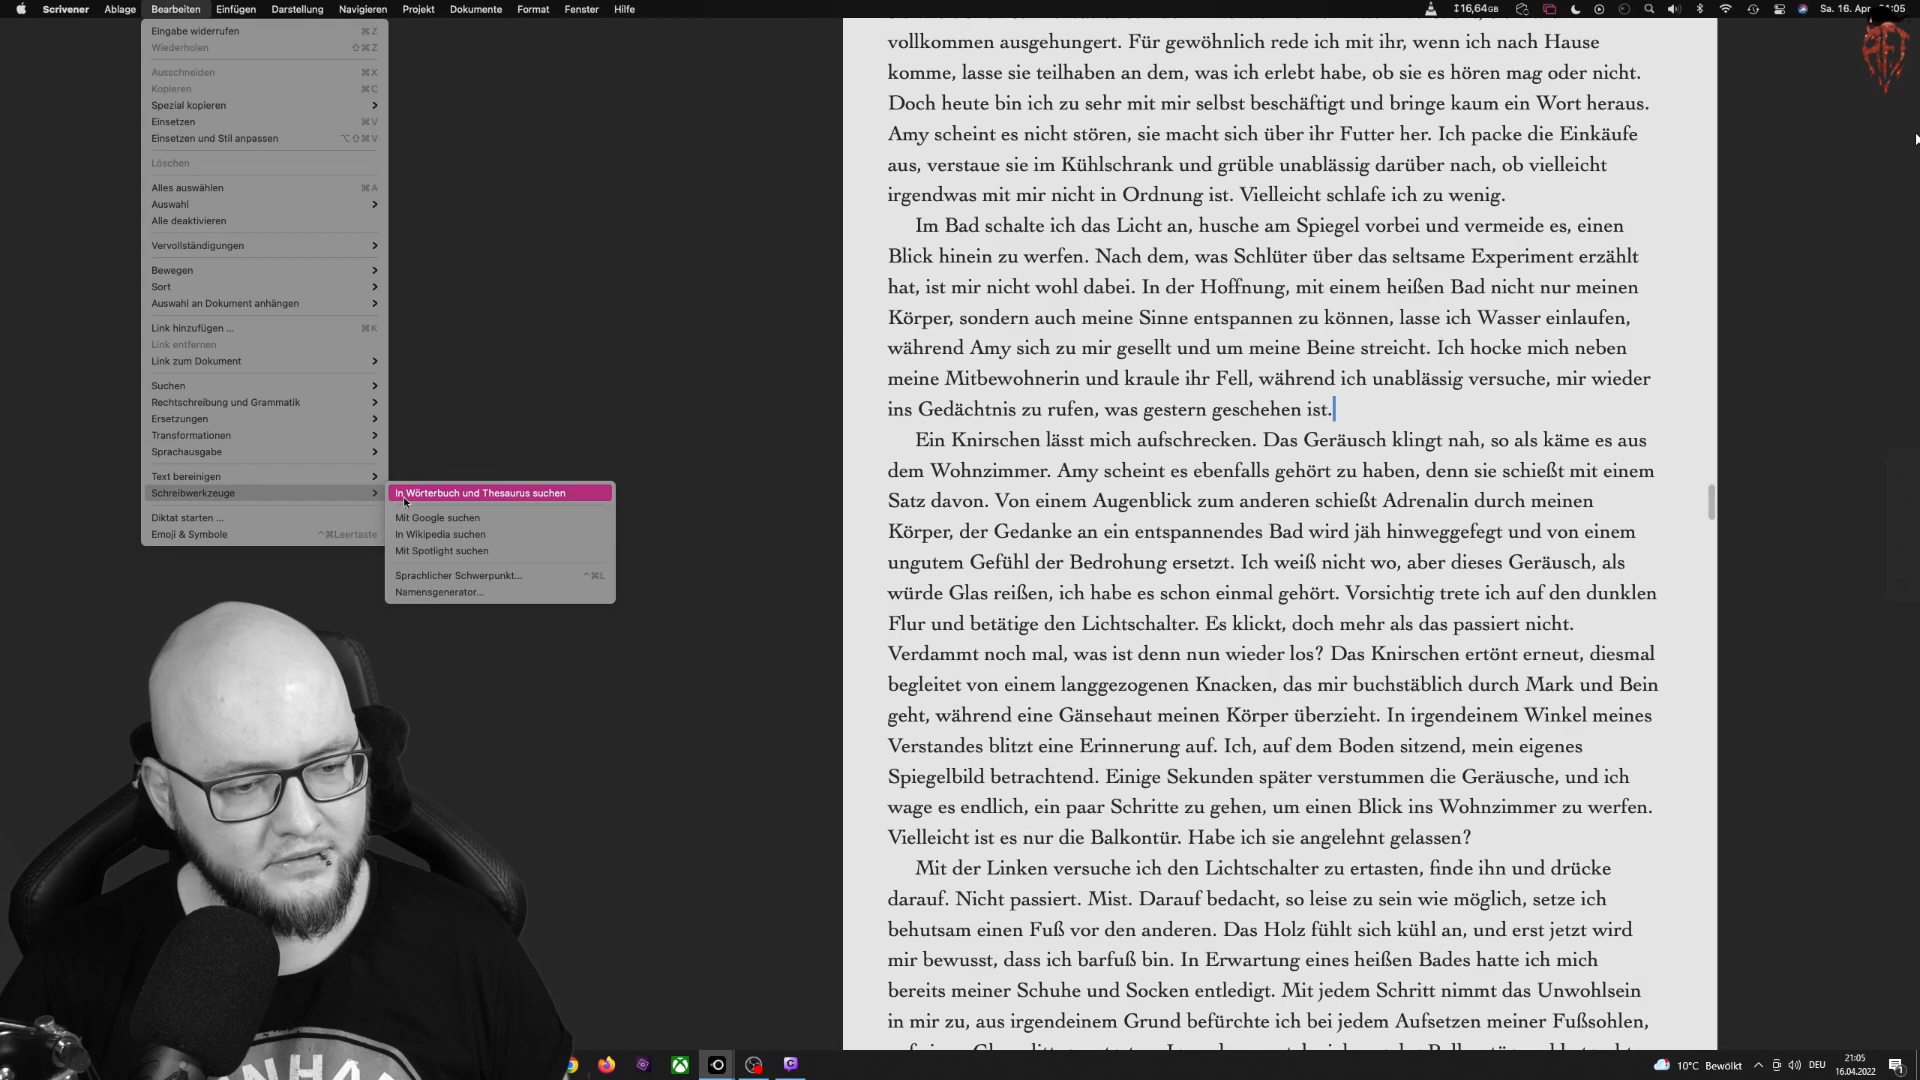 Scrivener Ablage Bearbeiten Einfügen Darstellung Navigieren Projekt Dokumente Format Fenster Hilfe
16,64GB Sa. 16. Apr 21:05
Eingabe widerrufen ⌘Z
Wiederholen ⇧⌘Z
Ausschneiden ⌘X
Kopieren ⌘C
Spezial kopieren
Einsetzen ⌘V
Einsetzen und Stil anpassen ⌥⇧⌘V
Löschen
Alles auswählen ⌘A
Auswahl
Alle deaktivieren
Vervollständigungen
Bewegen
Sort
Auswahl an Dokument anhängen
Link hinzufügen ... ⌘K
Link entfernen
Link zum Dokument
Suchen
Rechtschreibung und Grammatik
Ersetzungen
Transformationen
Sprachausgabe
Text bereinigen
Schreibwerkzeuge
Diktat starten ...
Emoji & Symbole ^⌘Leertaste
In Wörterbuch und Thesaurus suchen
Mit Google suchen
In Wikipedia suchen
Mit Spotlight suchen
Sprachlicher Schwerpunkt... ^⌘L
Namensgenerator...
vollkommen ausgehungert. Für gewöhnlich rede ich mit ihr, wenn ich nach Hause
komme, lasse sie teilhaben an dem, was ich erlebt habe, ob sie es hören mag oder nicht.
Doch heute bin ich zu sehr mit mir selbst beschäftigt und bringe kaum ein Wort heraus.
Amy scheint es nicht stören, sie macht sich über ihr Futter her. Ich packe die Einkäufe
aus, verstaue sie im Kühlschrank und grüble unablässig darüber nach, ob vielleicht
irgendwas mit mir nicht in Ordnung ist. Vielleicht schlafe ich zu wenig.
Im Bad schalte ich das Licht an, husche am Spiegel vorbei und vermeide es, einen
Blick hinein zu werfen. Nach dem, was Schlüter über das seltsame Experiment erzählt
hat, ist mir nicht wohl dabei. In der Hoffnung, mit einem heißen Bad nicht nur meinen
Körper, sondern auch meine Sinne entspannen zu können, lasse ich Wasser einlaufen,
während Amy sich zu mir gesellt und um meine Beine streicht. Ich hocke mich neben
meine Mitbewohnerin und kraule ihr Fell, während ich unablässig versuche, mir wieder
ins Gedächtnis zu rufen, was gestern geschehen ist.
Ein Knirschen lässt mich aufschrecken. Das Geräusch klingt nah, so als käme es aus
dem Wohnzimmer. Amy scheint es ebenfalls gehört zu haben, denn sie schießt mit einem
Satz davon. Von einem Augenblick zum anderen schießt Adrenalin durch meinen
Körper, der Gedanke an ein entspannendes Bad wird jäh hinweggefegt und von einem
ungutem Gefühl der Bedrohung ersetzt. Ich weiß nicht wo, aber dieses Geräusch, als
würde Glas reißen, ich habe es schon einmal gehört. Vorsichtig trete ich auf den dunklen
Flur und betätige den Lichtschalter. Es klickt, doch mehr als das passiert nicht.
Verdammt noch mal, was ist denn nun wieder los? Das Knirschen ertönt erneut, diesmal
begleitet von einem langgezogenen Knacken, das mir buchstäblich durch Mark und Bein
geht, während eine Gänsehaut meinen Körper überzieht. In irgendeinem Winkel meines
Verstandes blitzt eine Erinnerung auf. Ich, auf dem Boden sitzend, mein eigenes
Spiegelbild betrachtend. Einige Sekunden später verstummen die Geräusche, und ich
wage es endlich, ein paar Schritte zu gehen, um einen Blick ins Wohnzimmer zu werfen.
Vielleicht ist es nur die Balkontür. Habe ich sie angelehnt gelassen?
Mit der Linken versuche ich den Lichtschalter zu ertasten, finde ihn und drücke
darauf. Nicht passiert. Mist. Darauf bedacht, so leise zu sein wie möglich, setze ich
behutsam einen Fuß vor den anderen. Das Holz fühlt sich kühl an, und erst jetzt wird
mir bewusst, dass ich barfuß bin. In Erwartung eines heißen Bades hatte ich mich
bereits meiner Schuhe und Socken entledigt. Mit jedem Schritt nimmt das Unwohlsein
in mir zu, aus irgendeinem Grund befürchte ich bei jedem Aufsetzen meiner Fußsohlen,
10°C Bewölkt DEU 21:05
16.04.2022